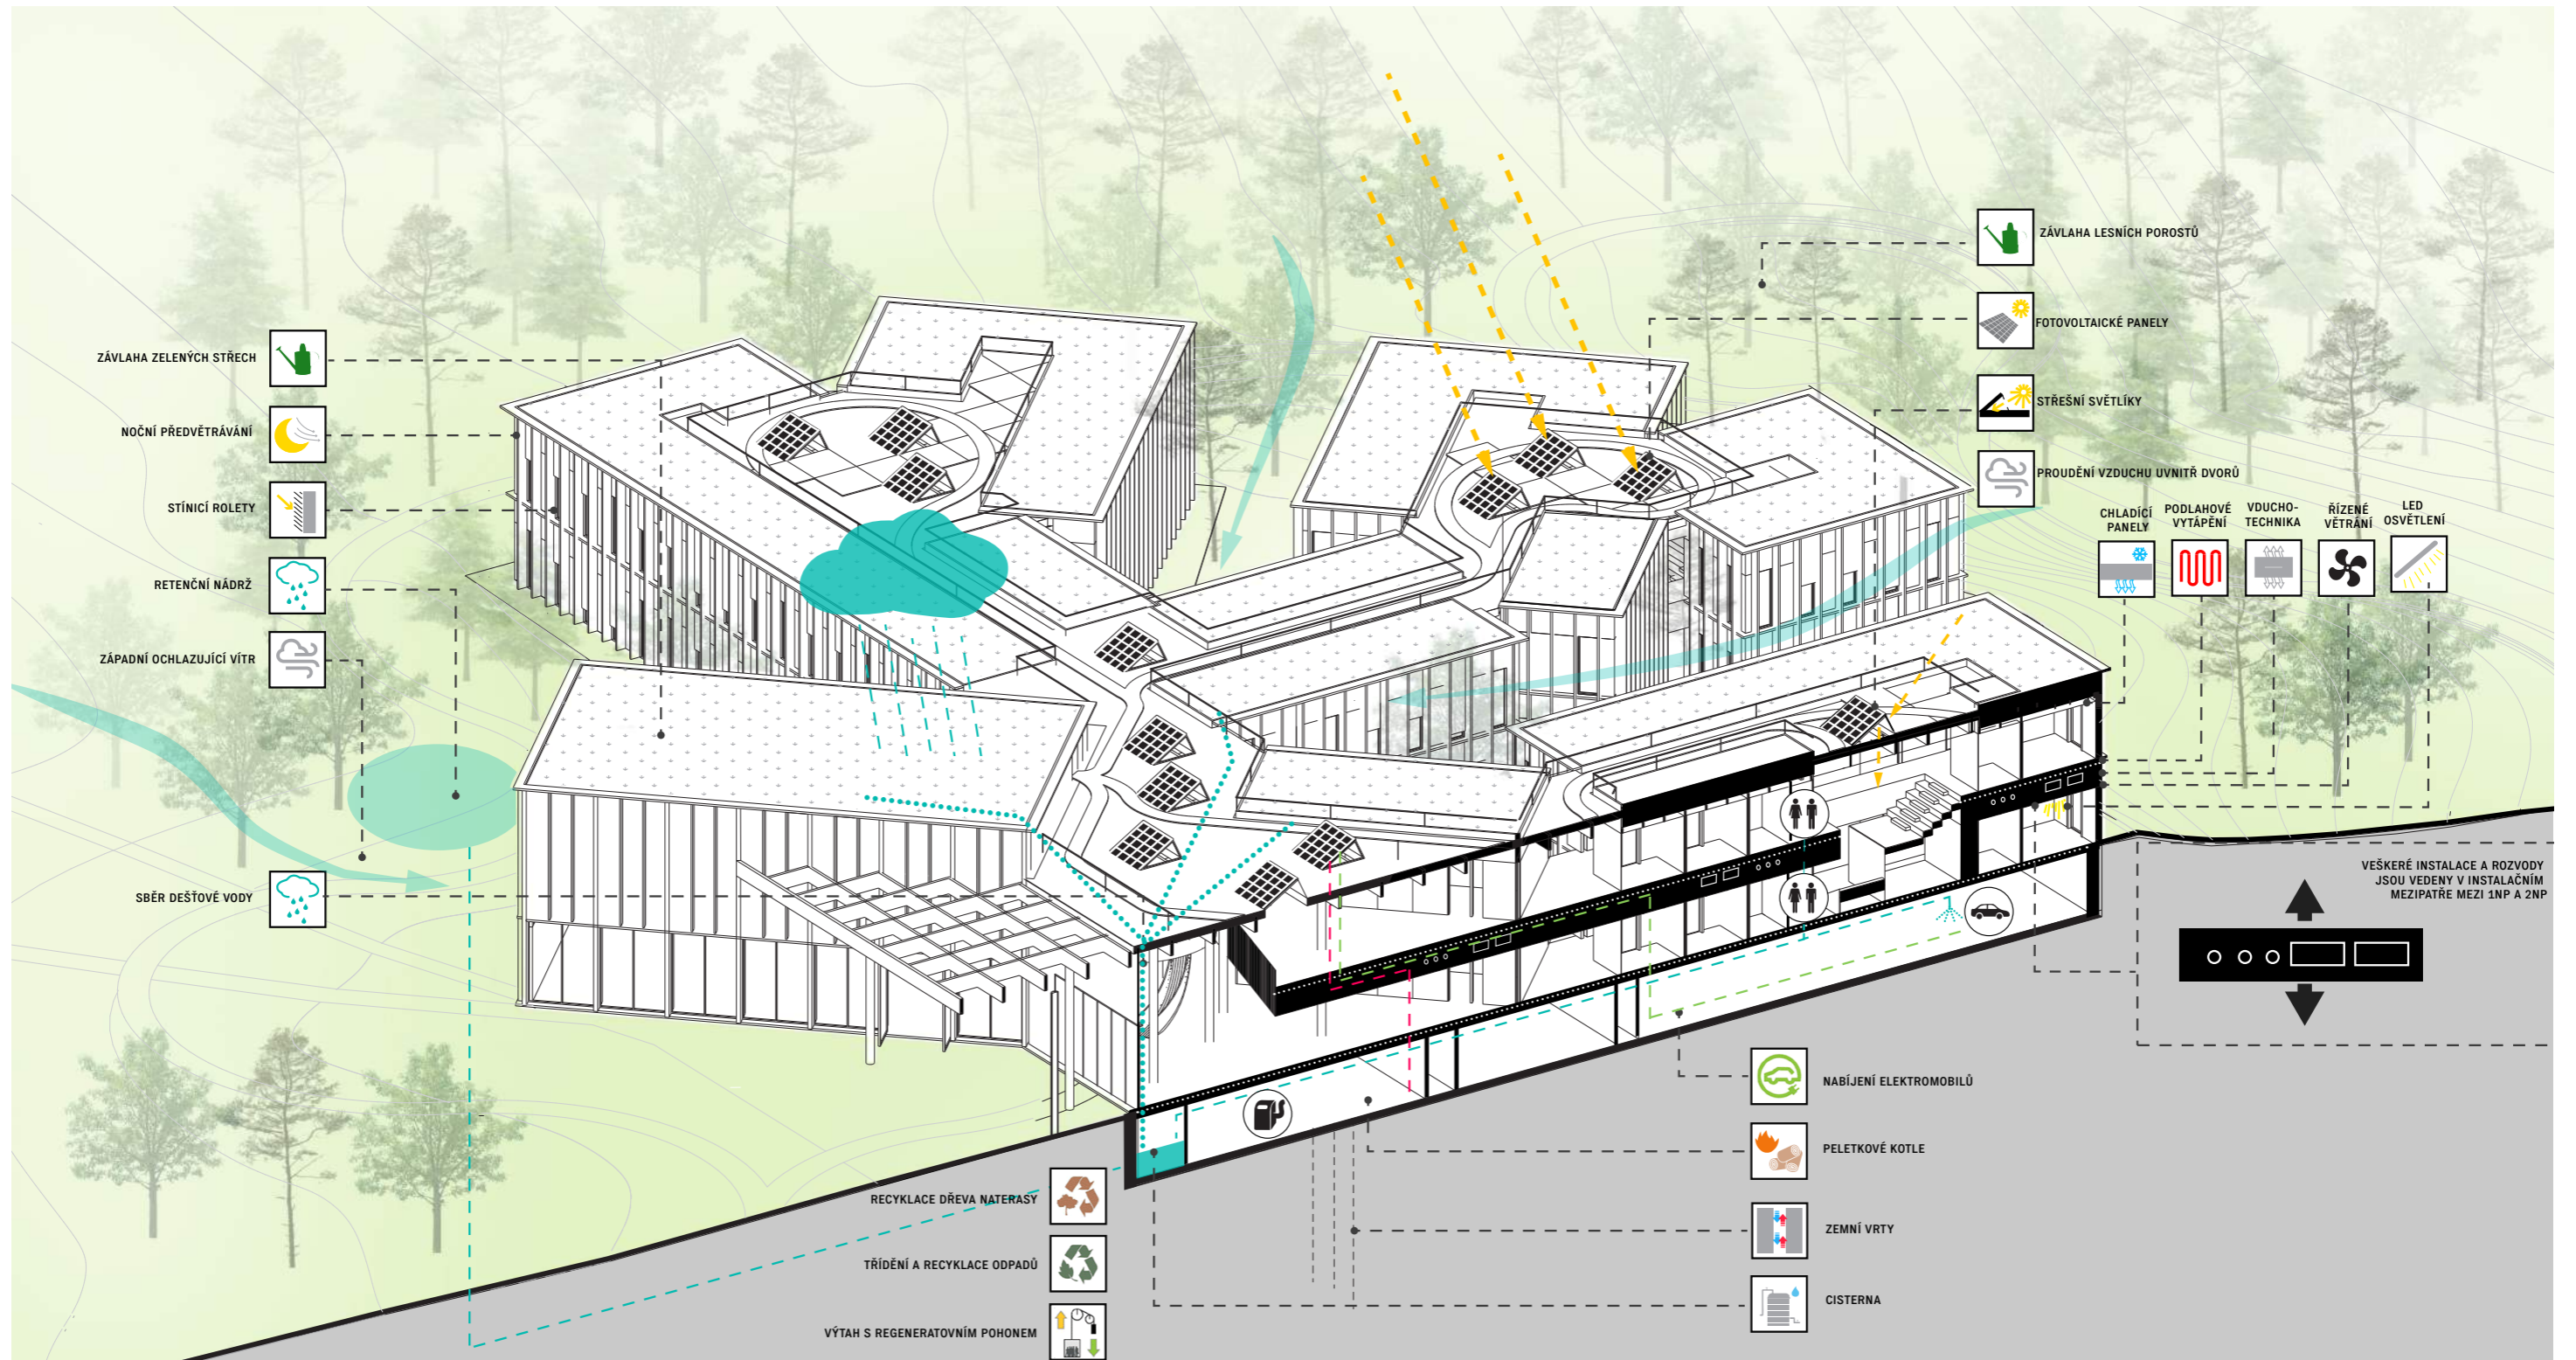 ZÁVLAHA ZELENÝCH STŘECH
NOČNÍ PŘEDVĚTRÁVÁNÍ
STÍNICÍ ROLETY
RETENČNÍ NÁDRŽ
ZÁPADNÍ OCHLAZUJÍCÍ VÍTR
SBĚR DEŠŤOVÉ VODY
ZÁVLAHA LESNÍCH POROSTŮ
FOTOVOLTAICKÉ PANELY
STŘEŠNÍ SVĚTLÍKY
PROUDĚNÍ VZDUCHU UVNITŘ DVORŮ
CHLADÍCÍ
PANELY
PODLAHOVÉ
VYTÁPĚNÍ
VDUCHO-
TECHNIKA
ŘÍZENÉ
VĚTRÁNÍ
LED
OSVĚTLENÍ
VEŠKERÉ INSTALACE A ROZVODY
JSOU VEDENY V INSTALAČNÍM
MEZIPATŘE MEZI 1NP A 2NP
NABÍJENÍ ELEKTROMOBILŮ
PELETKOVÉ KOTLE
ZEMNÍ VRTY
CISTERNA
RECYKLACE DŘEVA NATERASY
TŘÍDĚNÍ A RECYKLACE ODPADŮ
VÝTAH S REGENERATOVNÍM POHONEM